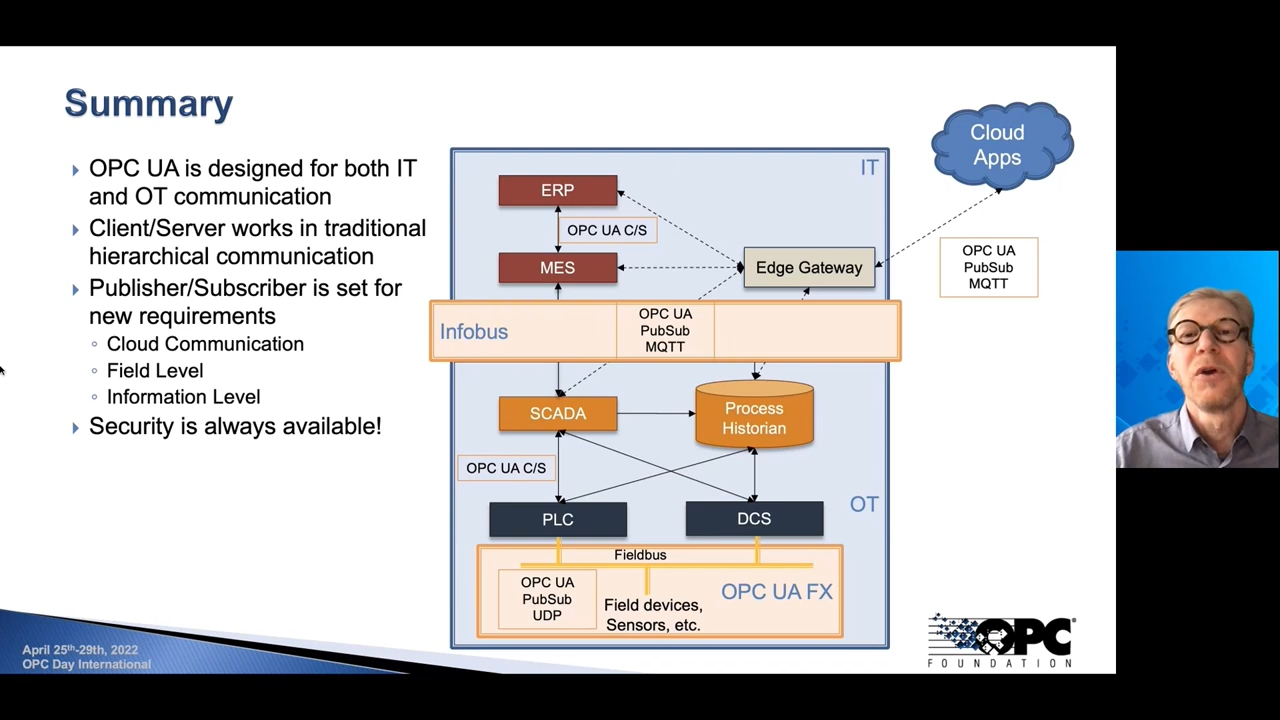 Summary
OPC UA is designed for both IT
and OT communication
Client/Server works in traditional
hierarchical communication
Publisher/Subscriber is set for
new requirements
Cloud Communication
Field Level
Information Level
Security is always available!
Cloud
Apps
IT
ERP
OPC UA C/S
MES
Edge Gateway
OPC UA
PubSub
MQTT
Infobus
OPC UA
PubSub
MQTT
SCADA
Process
Historian
OPC UA C/S
OT
PLC
DCS
Fieldbus
OPC UA
PubSub
UDP
Field devices,
Sensors, etc.
OPC UA FX
April 25th-29th, 2022
OPC Day International
OPC
FOUNDATION